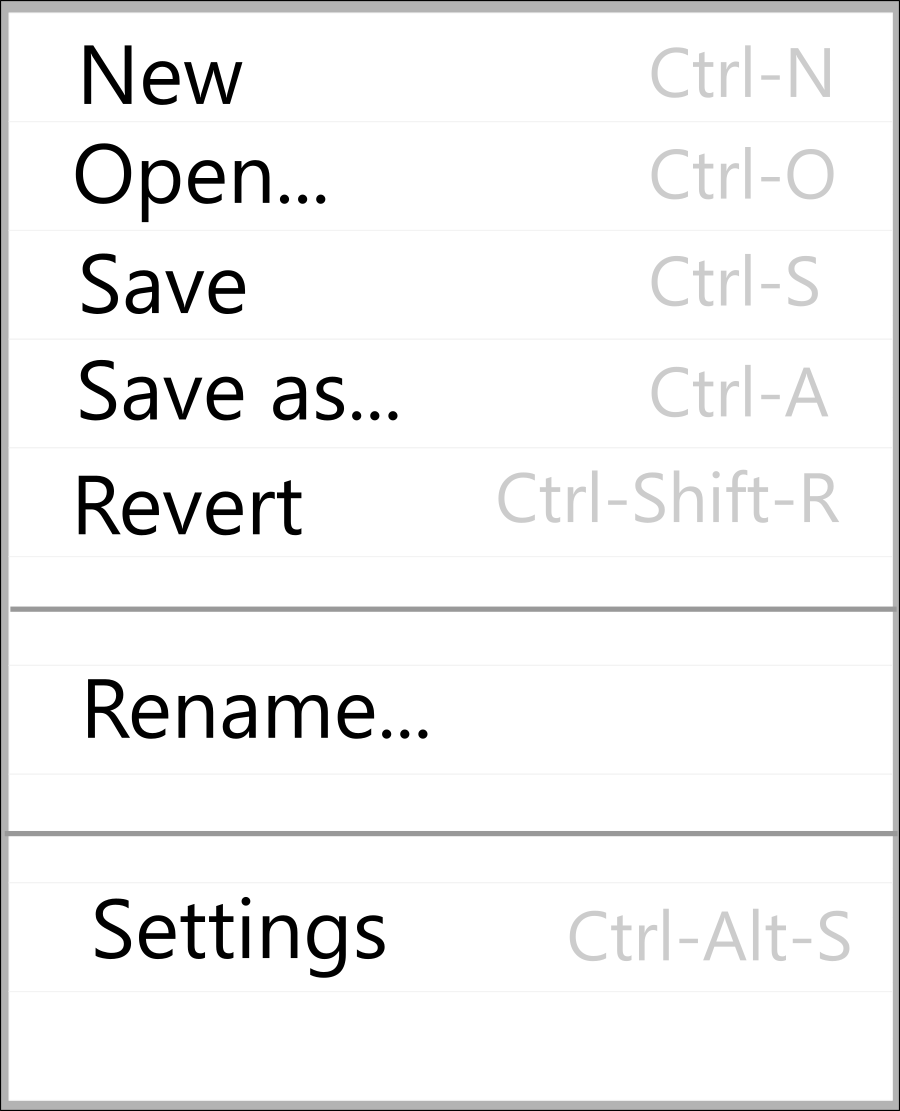 New Ctrl-N
Open... Ctrl-O
Save Ctrl-S
Save as... Ctrl-A
Revert Ctrl-Shift-R
Rename...
Settings Ctrl-Alt-S